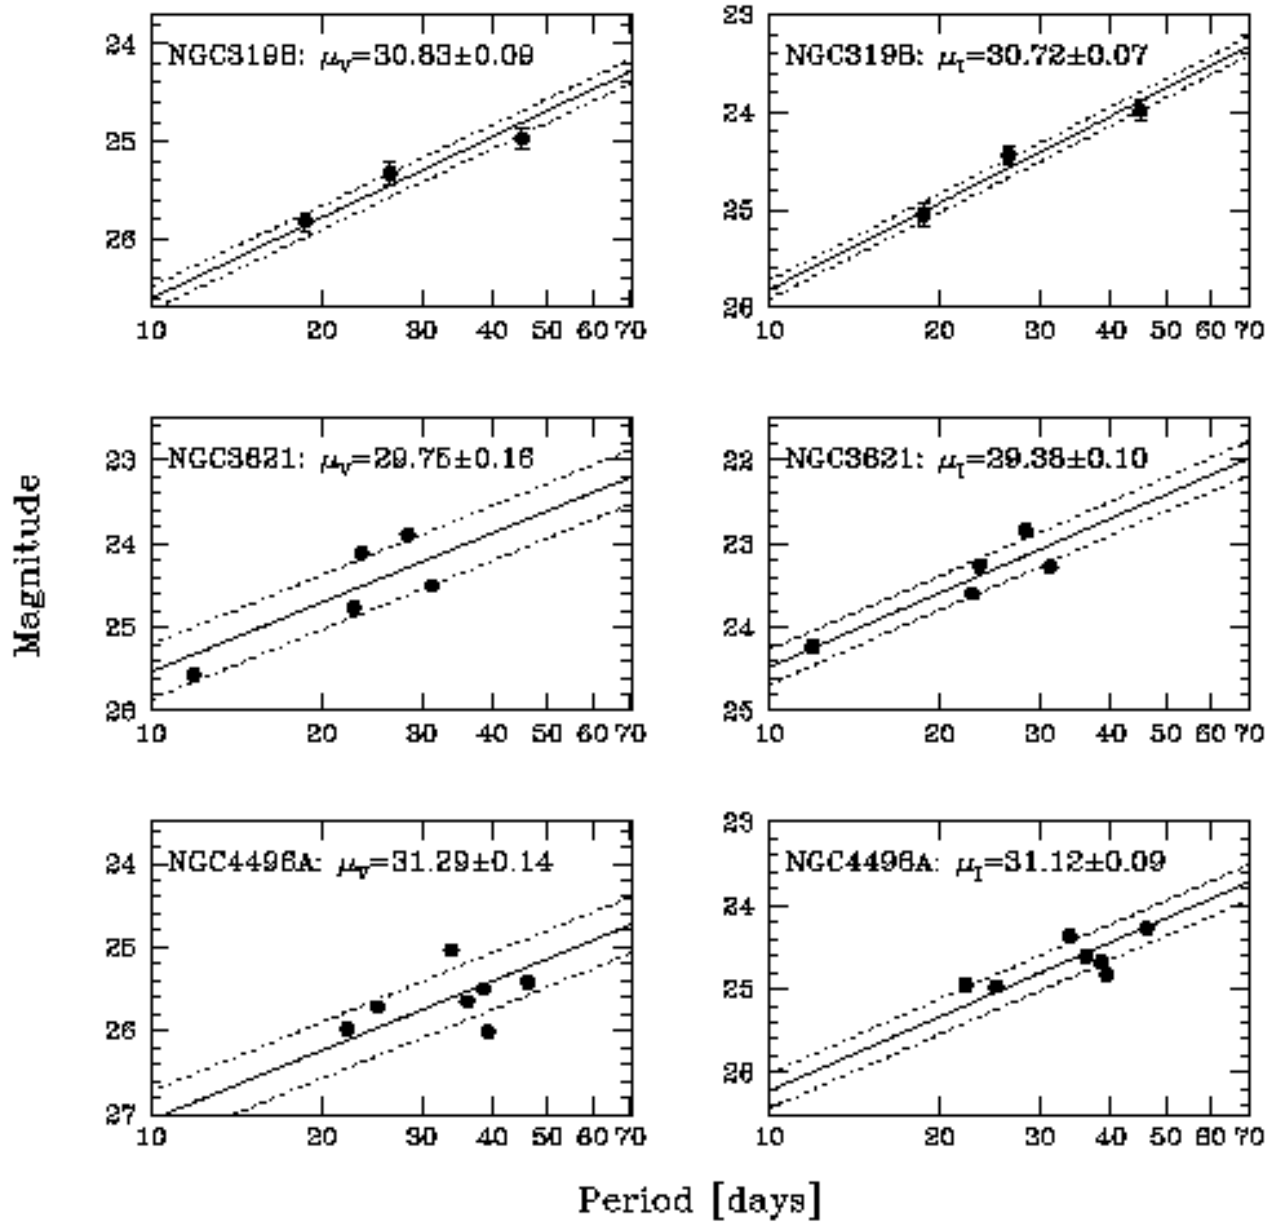 NGC3198: μV=30.83±0.09
24
25
26
10 20 30 40 50 60 70
NGC3198: μI=30.72±0.07
23
24
25
26
10 20 30 40 50 60 70
NGC3621: μV=29.75±0.16
23
24
25
26
10 20 30 40 50 60 70
NGC3621: μI=29.38±0.10
22
23
24
25
10 20 30 40 50 60 70
NGC4496A: μV=31.29±0.14
24
25
26
27
10 20 30 40 50 60 70
NGC4496A: μI=31.12±0.09
23
24
25
26
10 20 30 40 50 60 70
Magnitude
Period [days]